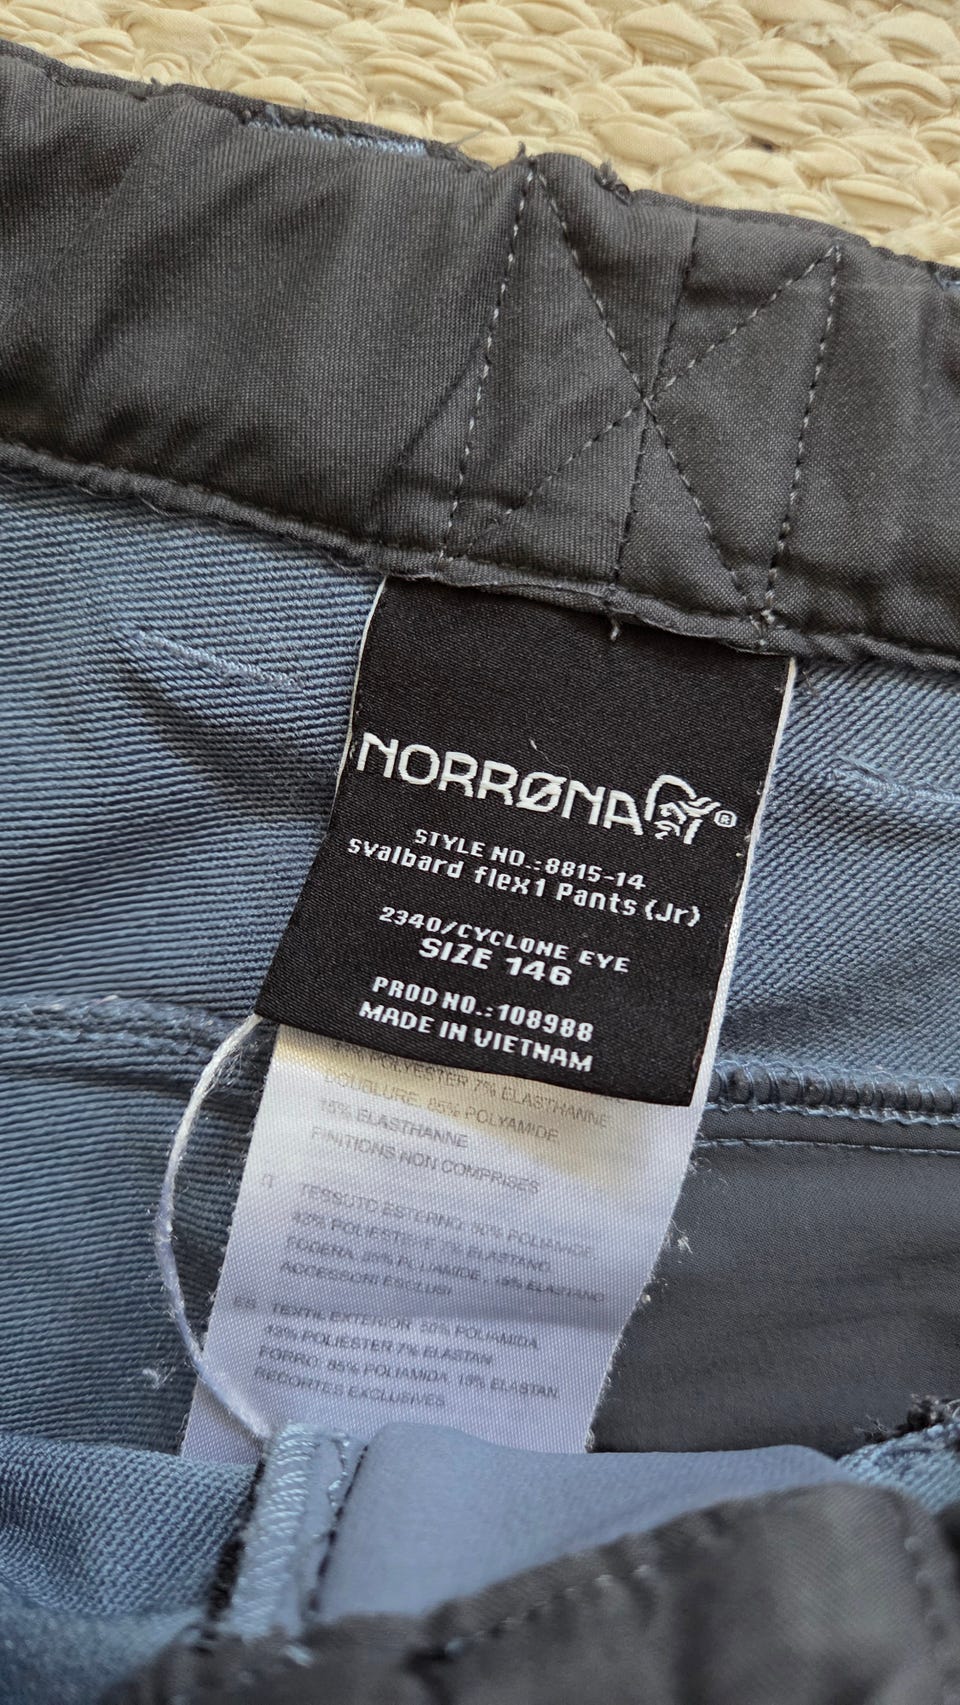 NORRØNA®
STYLE NO.:8815-14
svalbard flex1 Pants (Jr)
2340/CYCLONE EYE
SIZE 146
PROD NO.:108988
MADE IN VIETNAM
POLYESTER 7% ELASTHANNE
DOUBLURE: 85% POLYAMIDE
15% ELASTHANNE
FINITIONS NON COMPRISES
IT TESSUTO ESTERNO: 50% POLIAMIDE
43% POLIESTERE 7% ELASTANO
FODERA: 85% POLIAMIDE, 15% ELASTANO
ACCESSORI ESCLUSI
ES TEXTIL EXTERIOR: 50% POLIAMIDA
43% POLIESTER 7% ELASTAN
FORRO: 85% POLIAMIDA, 15% ELASTAN
RECORTES EXCLUSIVES